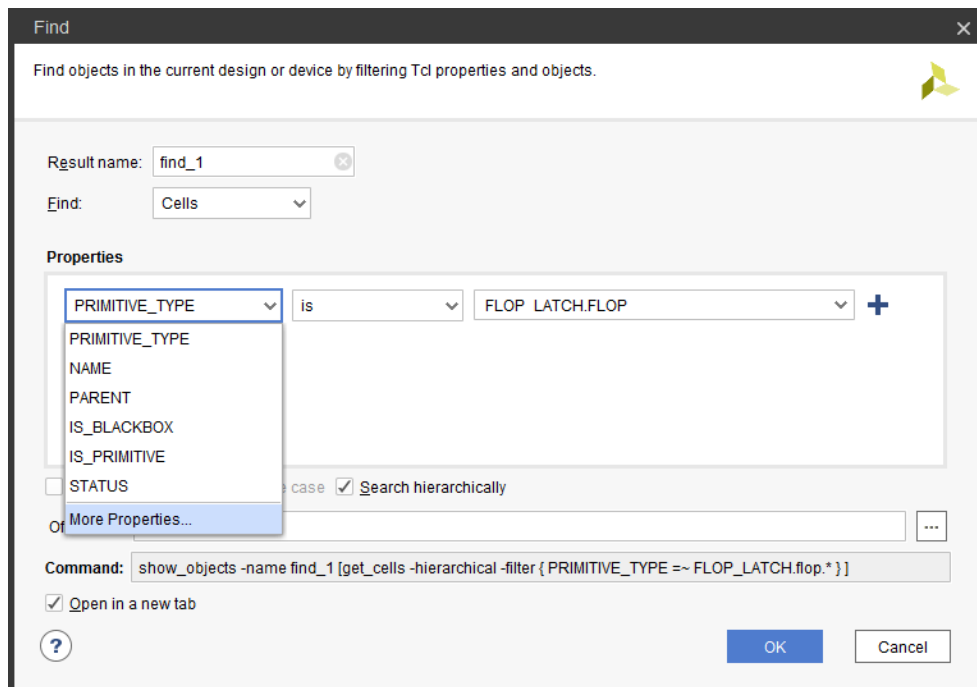 Find
Find objects in the current design or device by filtering Tcl properties and objects.
Result name: find_1
Find: Cells
Properties
PRIMITIVE_TYPE is FLOP_LATCH.FLOP
PRIMITIVE_TYPE
NAME
PARENT
IS_BLACKBOX
IS_PRIMITIVE
STATUS
case Search hierarchically
More Properties...
...
Command: show_objects -name find_1 [get_cells -hierarchical -filter { PRIMITIVE_TYPE =~ FLOP_LATCH.flop.* } ]
Open in a new tab
? OK Cancel